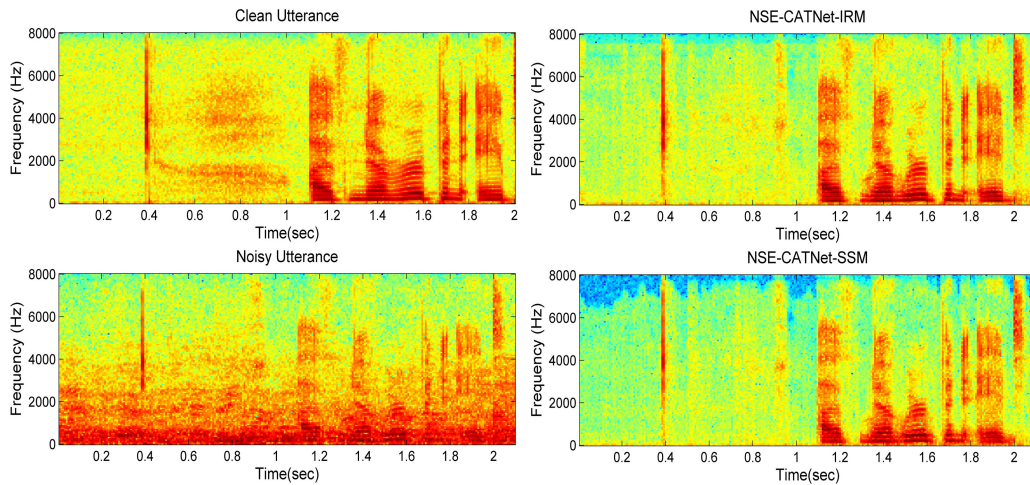 Clean Utterance
8000
6000
4000
2000
0
Frequency (Hz)
0.2 0.4 0.6 0.8 1 1.2 1.4 1.6 1.8 2
Time(sec)
NSE-CATNet-IRM
8000
6000
4000
2000
0
Frequency (Hz)
0.2 0.4 0.6 0.8 1 1.2 1.4 1.6 1.8 2
Time(sec)
Noisy Utterance
8000
6000
4000
2000
0
Frequency (Hz)
0.2 0.4 0.6 0.8 1 1.2 1.4 1.6 1.8 2
Time(sec)
NSE-CATNet-SSM
8000
6000
4000
2000
0
Frequency (Hz)
0.2 0.4 0.6 0.8 1 1.2 1.4 1.6 1.8 2
Time(sec)